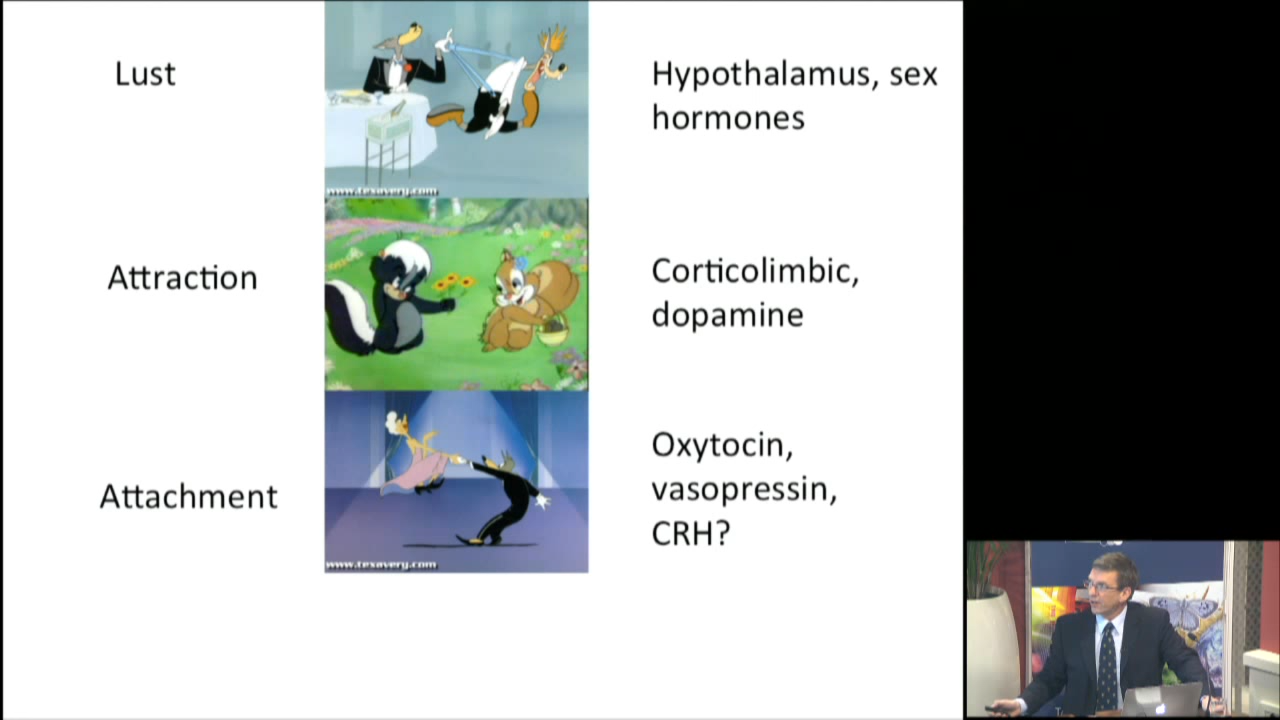 Lust
Hypothalamus, sex
hormones
www.texavery.com
Attraction
Corticolimbic,
dopamine
Attachment
Oxytocin,
vasopressin,
CRH?
www.texavery.com